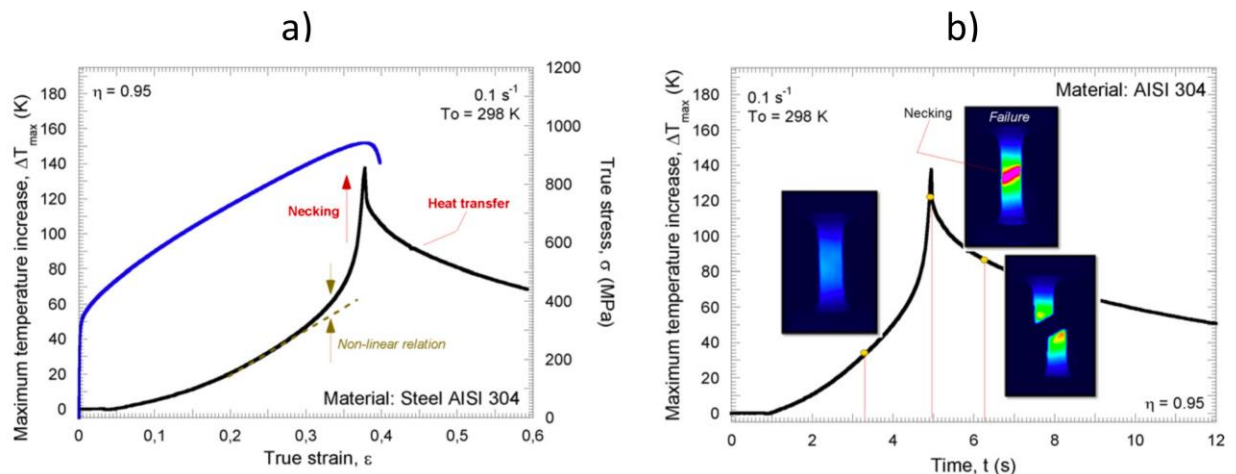 a)
η = 0.95
0.1 s⁻¹
To = 298 K
Necking
Heat transfer
Non-linear relation
Material: Steel AISI 304
Maximum temperature increase, ΔT_max (K)
180
160
140
120
100
80
60
40
20
0
0
0,1
0,2
0,3
0,4
0,5
0,6
True strain, ε
1200
1000
800
600
400
200
0
True stress, σ (MPa)
b)
0.1 s⁻¹
To = 298 K
Material: AISI 304
Necking
Failure
η = 0.95
Maximum temperature increase, ΔT_max (K)
180
160
140
120
100
80
60
40
20
0
0
2
4
6
8
10
12
Time, t (s)